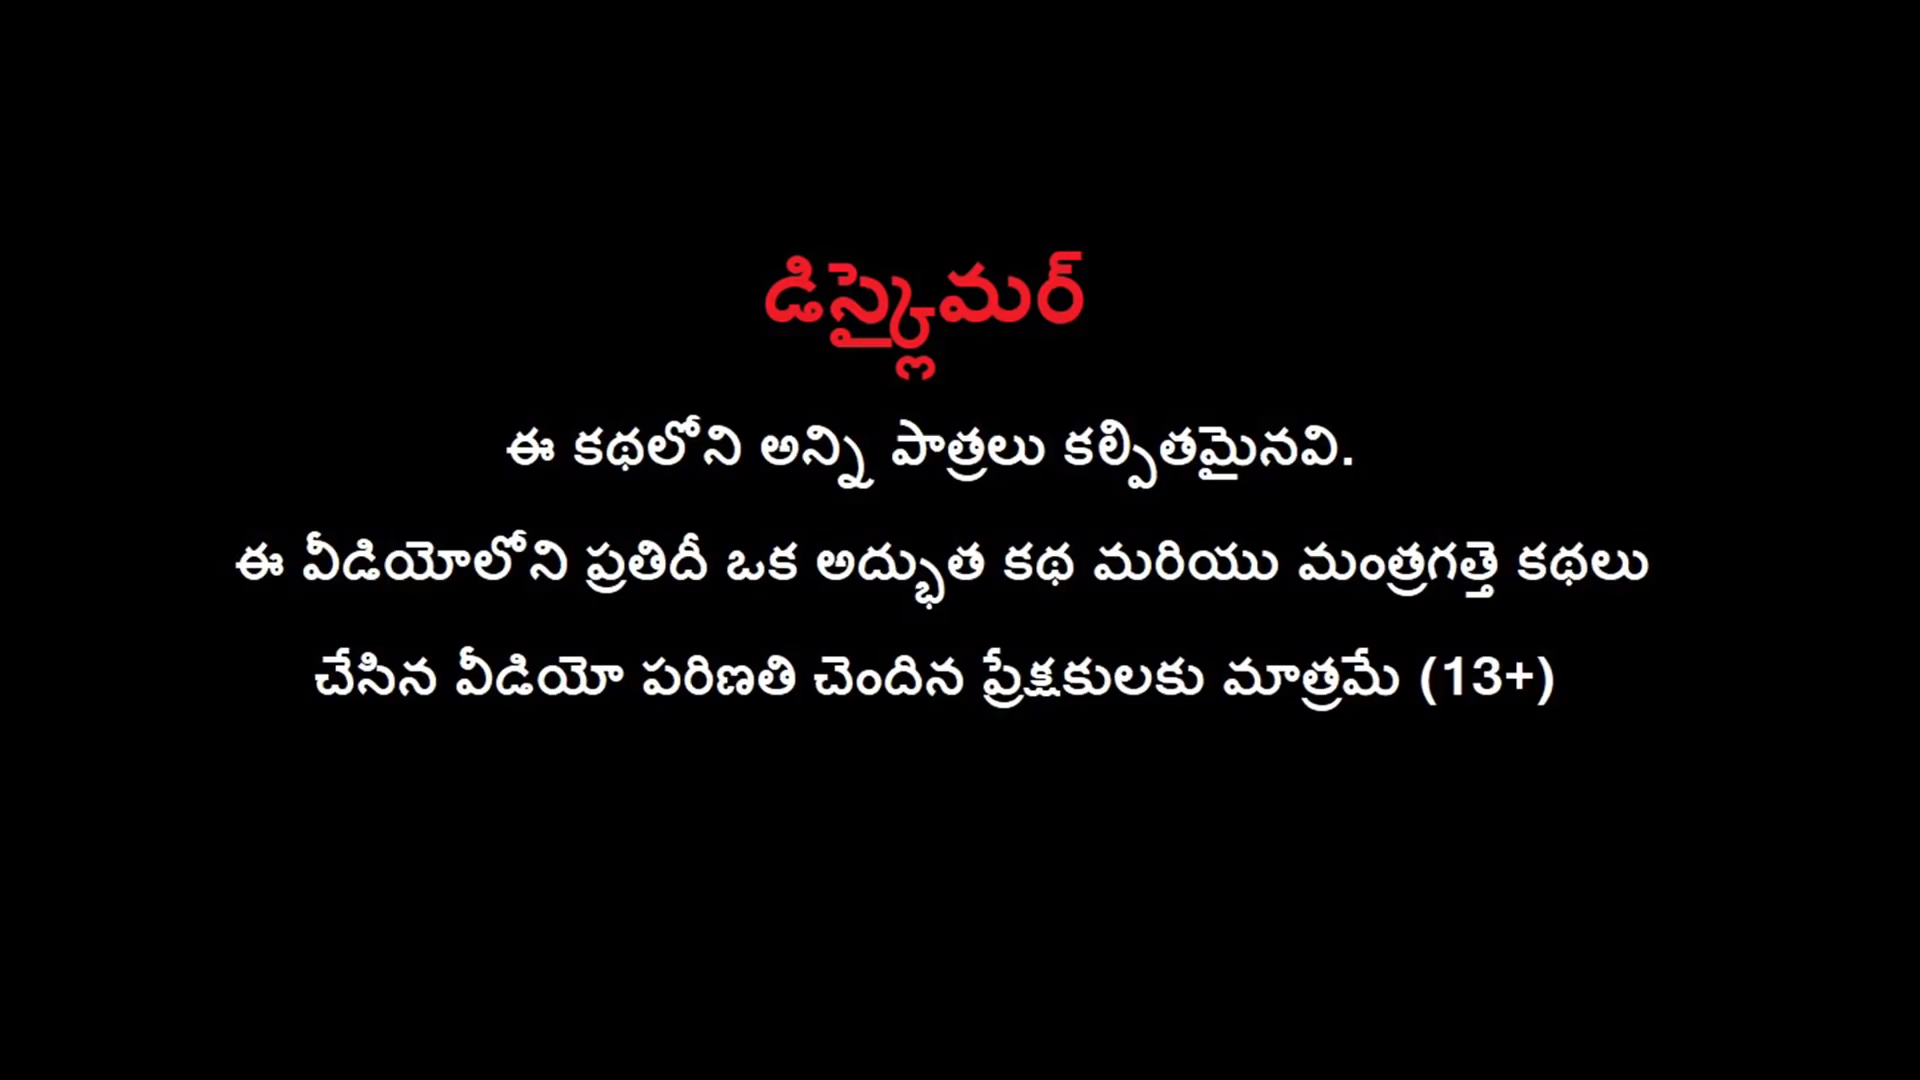 డిస్క్లైమర్
ఈ కథలోని అన్ని పాత్రలు కల్పితమైనవి.
ఈ వీడియోలోని ప్రతిదీ ఒక అద్భుత కథ మరియు మంత్రగత్తె కథలు
చేసిన వీడియో పరిణతి చెందిన ప్రేక్షకులకు మాత్రమే (13+)